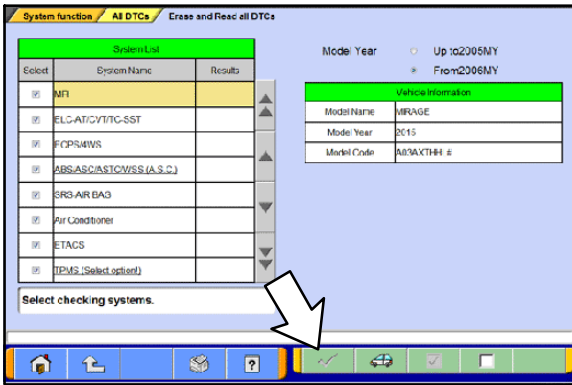 System function All DTCs Erase and Read all DTCs
System List
Select System Name Results
MFI
ELC-AT/CVT/TC-SST
EPS/4WS
ABS/ASC/ASTC/WSS (A.S.C.)
SRS-AIR BAG
Air Conditioner
ETACS
TPMS (Select option!)
Select checking systems.
Model Year Up to2005MY
From2006MY
Vehicle Information
Model Name MIRAGE
Model Year 2015
Model Code
?